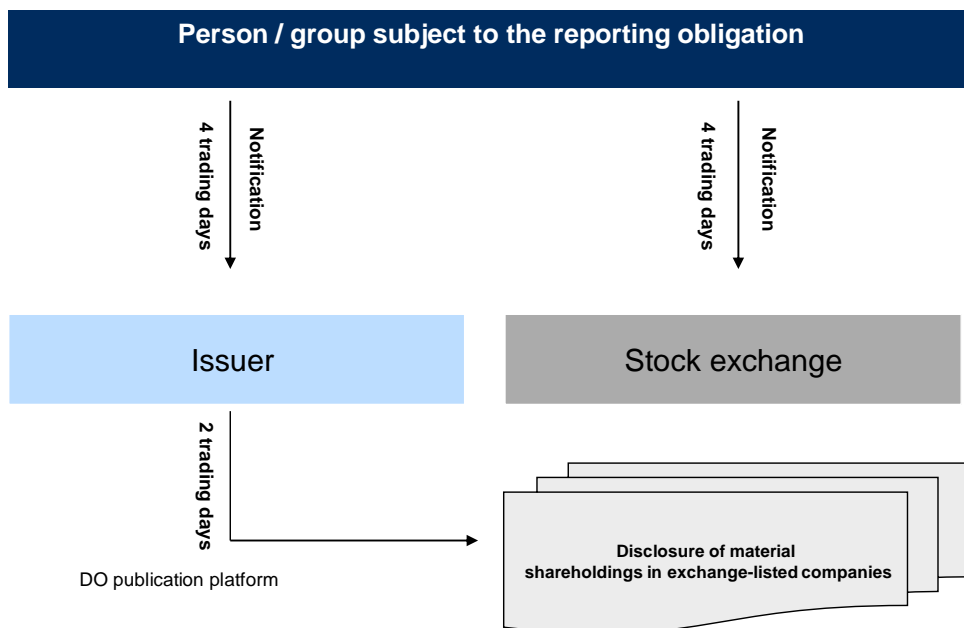 Person / group subject to the reporting obligation
Notification
4 trading days
Notification
4 trading days
Issuer
Stock exchange
2 trading days
Disclosure of material
shareholdings in exchange-listed companies
DO publication platform